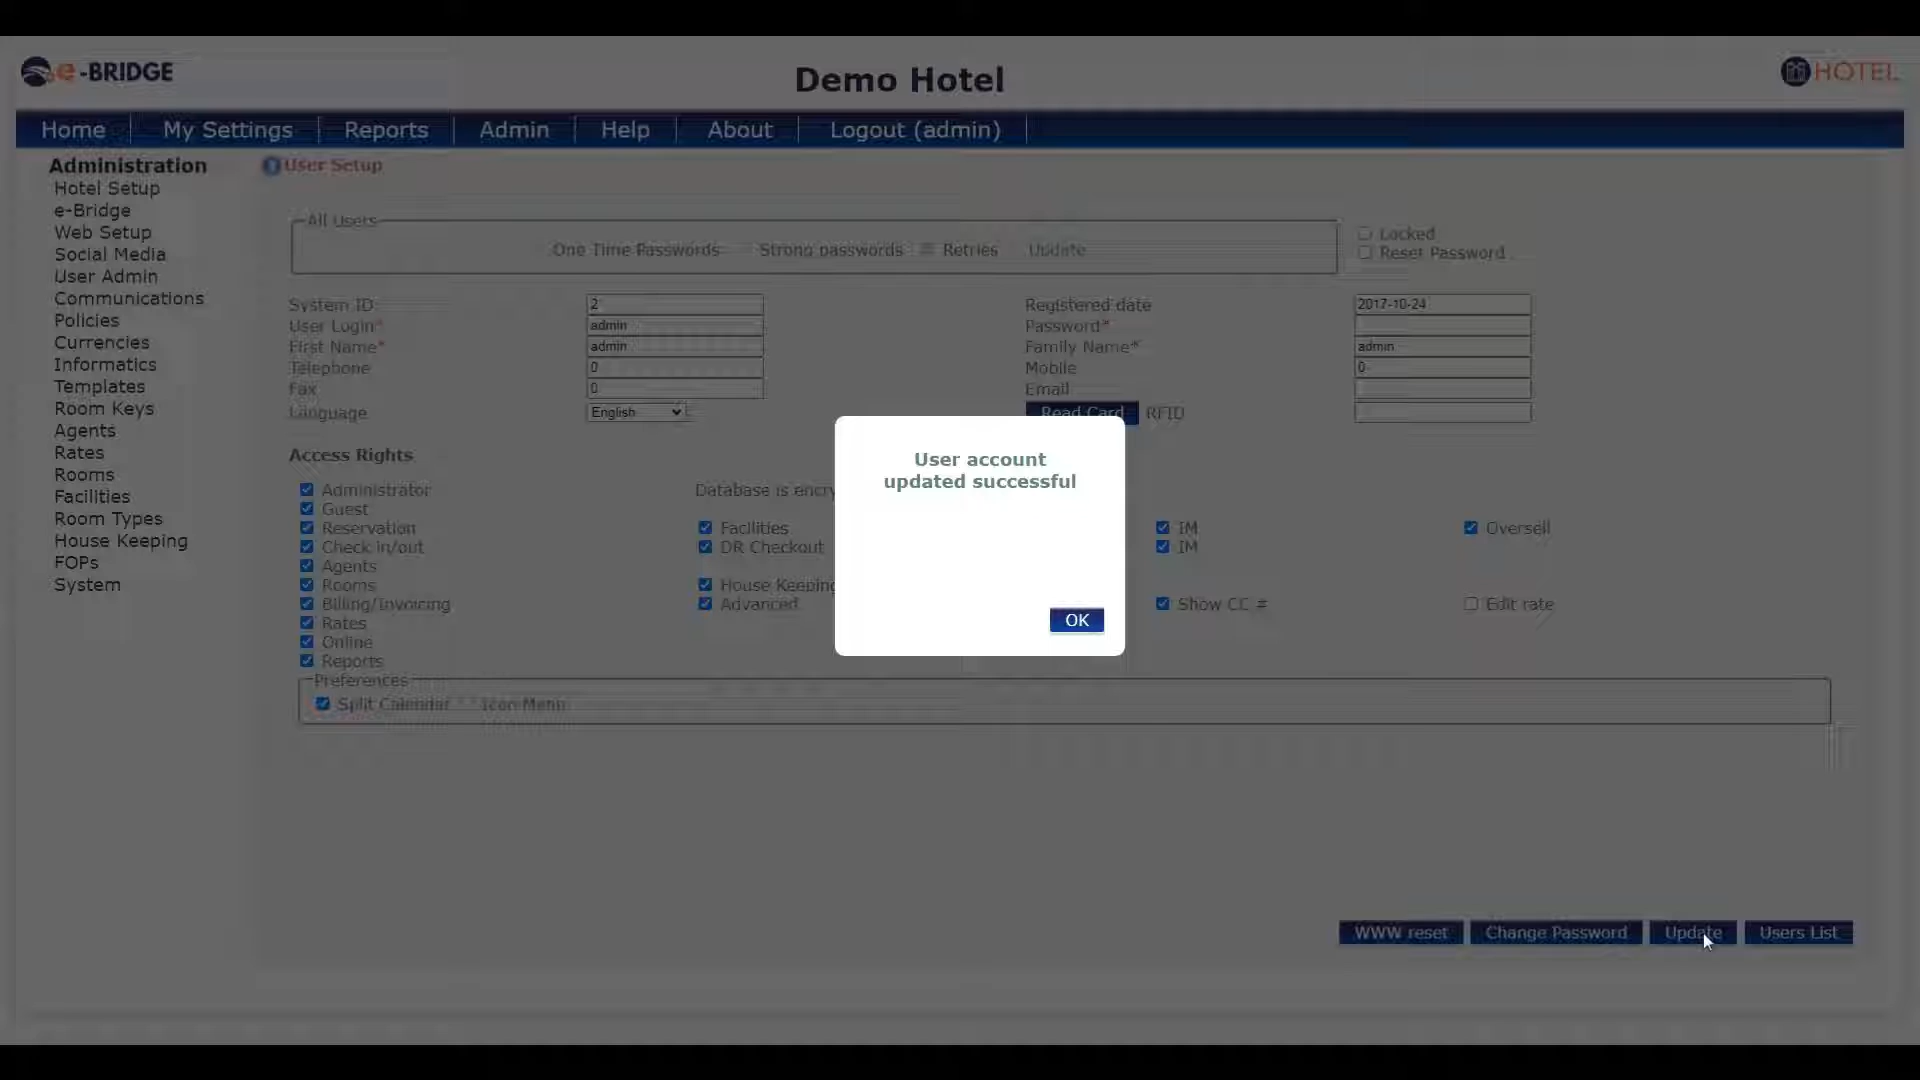 e-BRIDGE
Demo Hotel
HOTEL
Home My Settings Reports Admin Help About Logout (admin)
Administration
Hotel Setup
e-Bridge
Web Setup
Social Media
User Admin
Communications
Policies
Currencies
Informatics
Templates
Room Keys
Agents
Rates
Rooms
Facilities
Room Types
House Keeping
FOPs
System
User Setup
All Users
One Time Passwords Strong passwords Retries Update
Locked
Reset Password
System ID 2 Registered date 2017-10-24
User Login* admin Password*
First Name* admin Family Name* admin
Telephone 0 Mobile 0
Fax 0 Email
Language English Read Card RFID
Access Rights
Administrator Database is encry
Guest
Reservation Facilities IM Oversell
Check in/out DR Checkout IM
Agents
Rooms House Keeping
Billing/Invoicing Advanced Show CC # Edit rate
Rates
Online
Reports
Preferences
Split Calendar Icon Menu
User account
updated successful
OK
WWW reset Change Password Update Users List